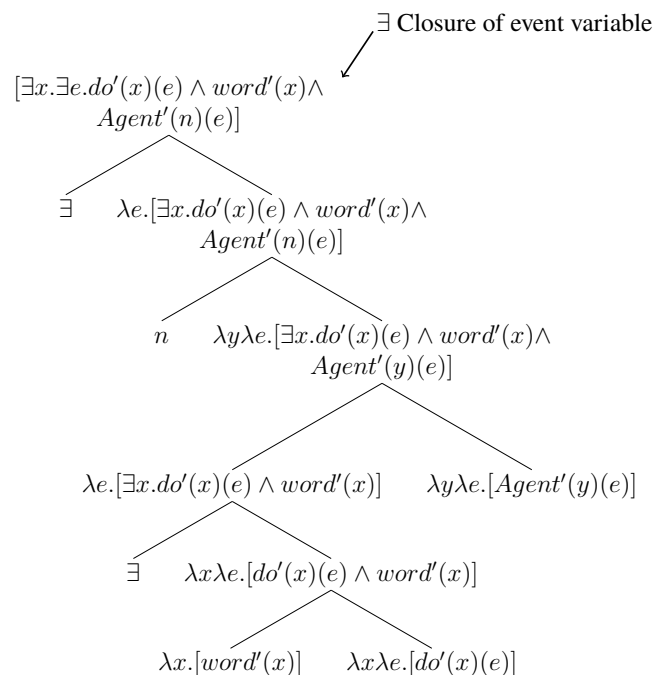 ∃ Closure of event variable
[∃x.∃e.do′(x)(e) ∧ word′(x)∧
Agent′(n)(e)]
∃ λe.[∃x.do′(x)(e) ∧ word′(x)∧
Agent′(n)(e)]
n λyλe.[∃x.do′(x)(e) ∧ word′(x)∧
Agent′(y)(e)]
λe.[∃x.do′(x)(e) ∧ word′(x)] λyλe.[Agent′(y)(e)]
∃ λxλe.[do′(x)(e) ∧ word′(x)]
λx.[word′(x)] λxλe.[do′(x)(e)]